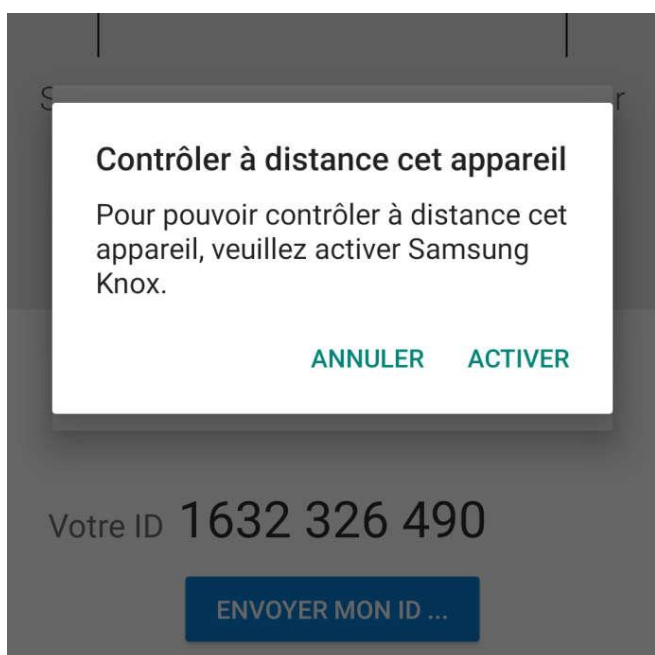 Contrôler à distance cet appareil
Pour pouvoir contrôler à distance cet
appareil, veuillez activer Samsung
Knox.
ANNULER ACTIVER
Votre ID 1632 326 490
ENVOYER MON ID ...